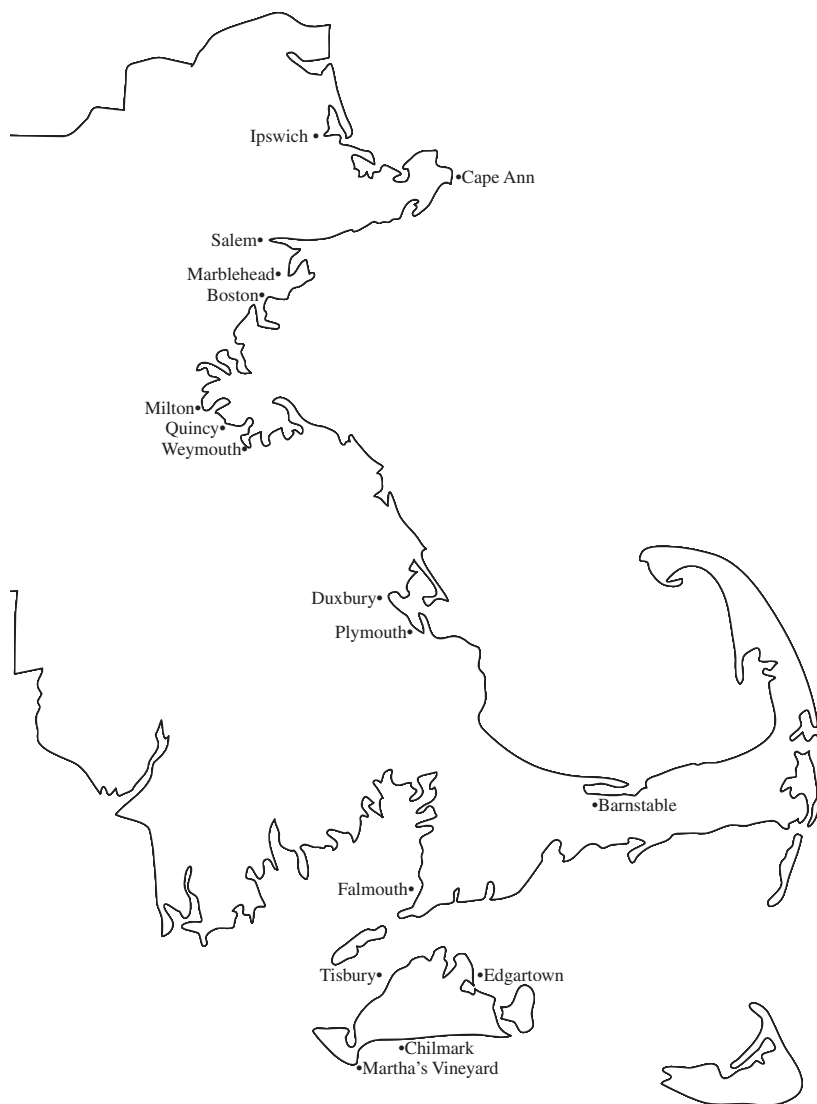 Ipswich
Cape Ann
Salem
Marblehead
Boston
Milton
Quincy
Weymouth
Duxbury
Plymouth
Barnstable
Falmouth
Tisbury
Edgartown
Chilmark
Martha's Vineyard